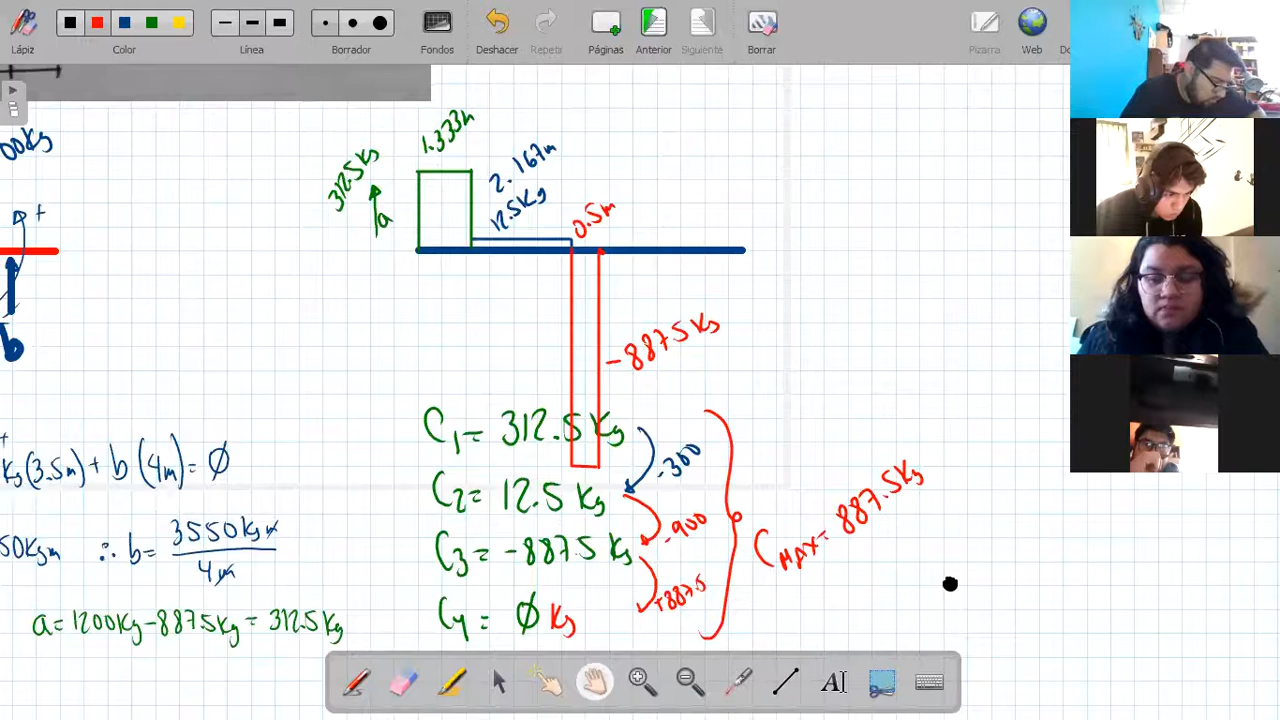 Lápiz
Color
Línea
Borrador
Fondos
Deshacer
Repets
Páginas
Anterior
Siguiente
Borrar
Pizarra
Web
00Kg
+
b
312.5Kg
a
1.333m
2.167m
12.5Kg
0.5m
-887.5Kg
C1= 312.5 Kg
-300
C2= 12.5 Kg
-900
C3= -887.5 Kg
+887.5
C4= Ø Kg
CMAX= 887.5Kg
+
Kg(3.5m)+ b(4m)= Ø
50Kgm ∴ b= 3550Kgm
4m
a=1200Kg-887.5Kg= 312.5Kg
AI